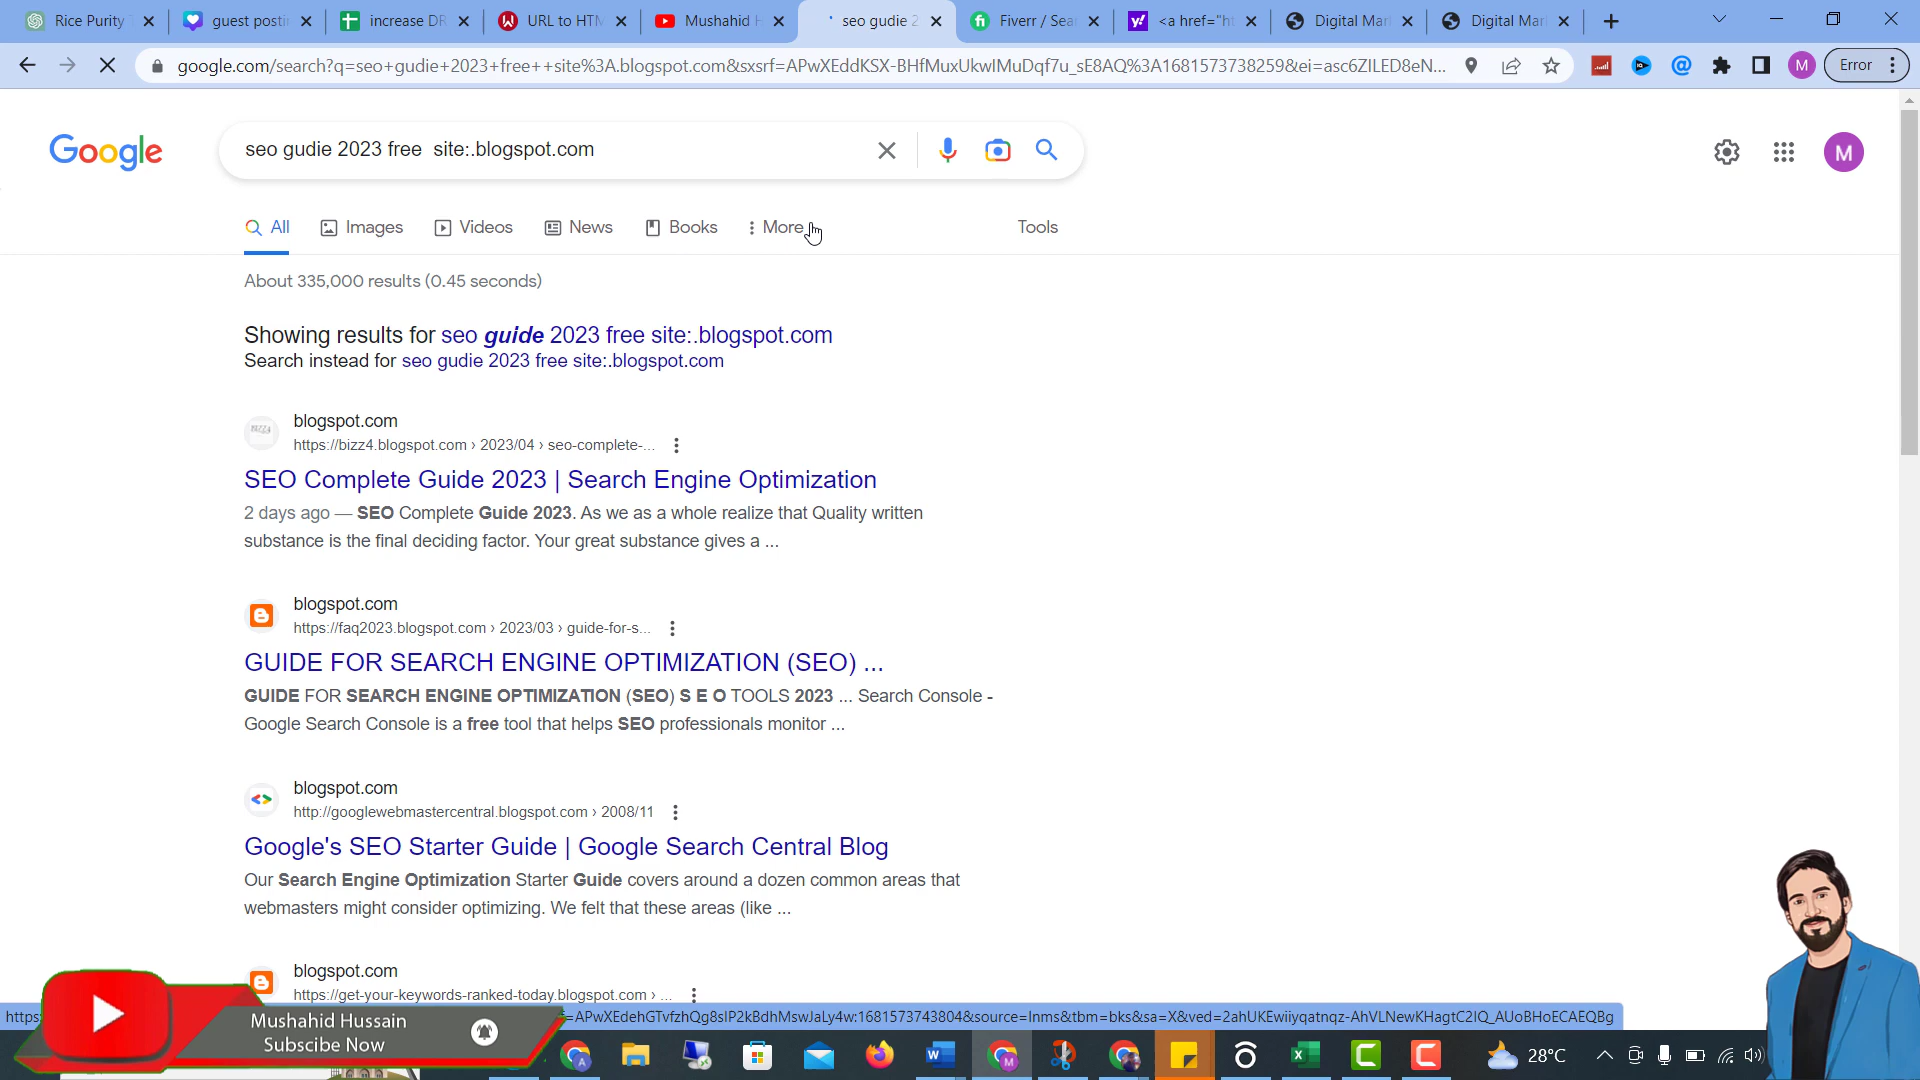 Rice Purity T
guest posti
increase DR
URL to HTM
Mushahid H
seo gudie 2
Fiverr / Sea
<a href="ht
Digital Mar
Digital Mar
google.com/search?q=seo+gudie+2023+free++site%3A.blogspot.com&sxsrf=APwXEddKSX-BHfMuxUkwIMuDqf7u_sE8AQ%3A1681573738259&ei=asc6ZILED8eN...
M
Error
Google
seo gudie 2023 free  site:.blogspot.com
M
All
Images
Videos
News
Books
More
Tools
About 335,000 results (0.45 seconds)
Showing results for seo guide 2023 free site:.blogspot.com
Search instead for seo gudie 2023 free site:.blogspot.com
blogspot.com
https://bizz4.blogspot.com › 2023/04 › seo-complete-...
SEO Complete Guide 2023 | Search Engine Optimization
2 days ago — SEO Complete Guide 2023. As we as a whole realize that Quality written
substance is the final deciding factor. Your great substance gives a ...
blogspot.com
https://faq2023.blogspot.com › 2023/03 › guide-for-s...
GUIDE FOR SEARCH ENGINE OPTIMIZATION (SEO) ...
GUIDE FOR SEARCH ENGINE OPTIMIZATION (SEO) S E O TOOLS 2023 ... Search Console -
Google Search Console is a free tool that helps SEO professionals monitor ...
blogspot.com
http://googlewebmastercentral.blogspot.com › 2008/11
Google's SEO Starter Guide | Google Search Central Blog
Our Search Engine Optimization Starter Guide covers around a dozen common areas that
webmasters might consider optimizing. We felt that these areas (like ...
blogspot.com
https://get-your-keywords-ranked-today.blogspot.com › ...
https:
=APwXEdehGTvfzhQg8sIP2kBdhMswJaLy4w:1681573743804&source=lnms&tbm=bks&sa=X&ved=2ahUKEwiiyqatnqz-AhVLNewKHagtC2IQ_AUoBHoECAEQBg
Mushahid Hussain
Subscibe Now
28°C